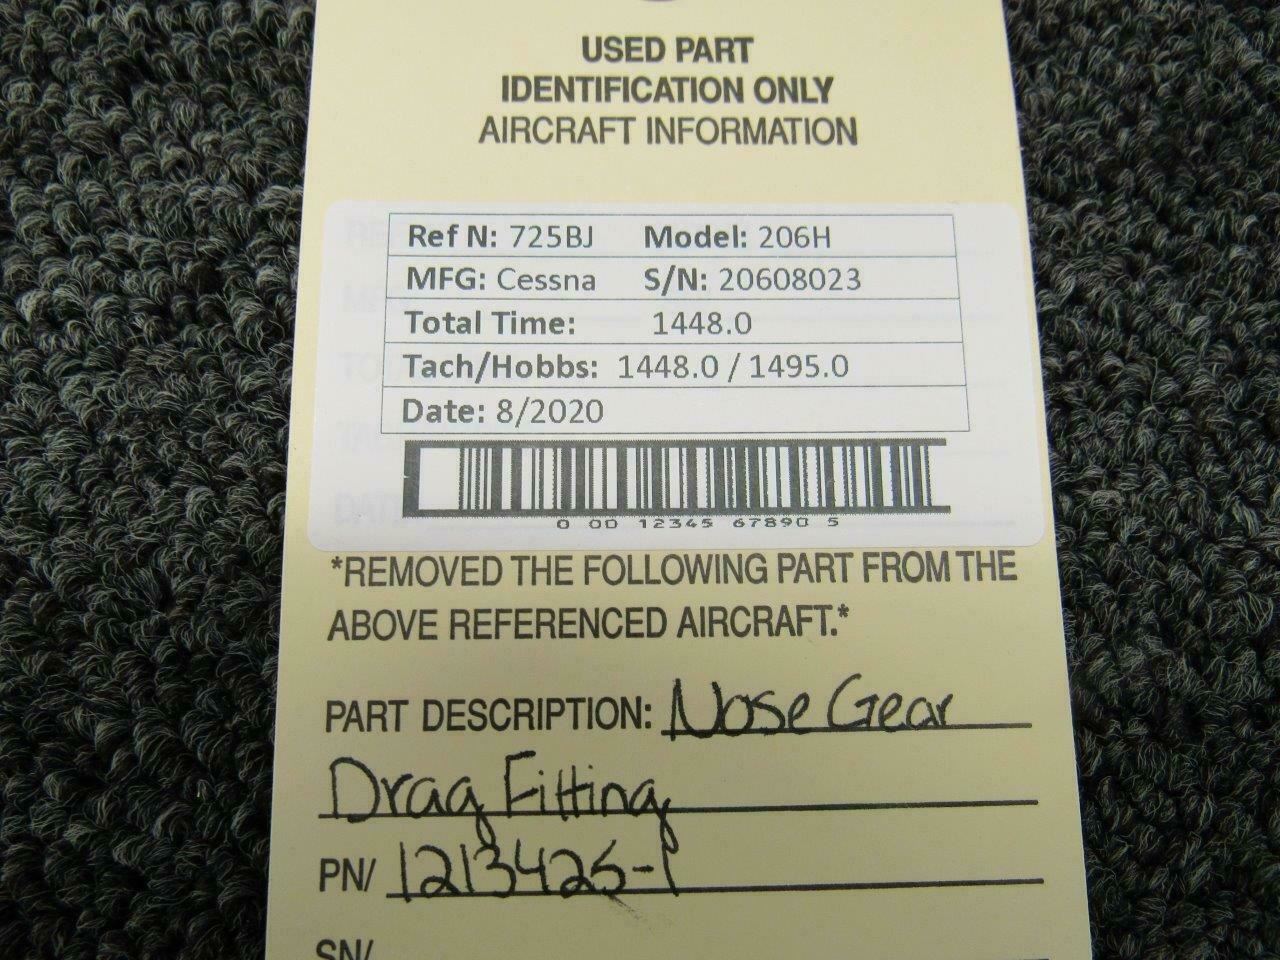 USED PART
IDENTIFICATION ONLY
AIRCRAFT INFORMATION
Ref N: 725BJ Model: 206H
MFG: Cessna S/N: 20608023
Total Time: 1448.0
Tach/Hobbs: 1448.0 / 1495.0
Date: 8/2020
0 00 12345 67890 5
*REMOVED THE FOLLOWING PART FROM THE
ABOVE REFERENCED AIRCRAFT.*
PART DESCRIPTION: Nose Gear
Drag Fitting
PN/ 1213425-1
SN/